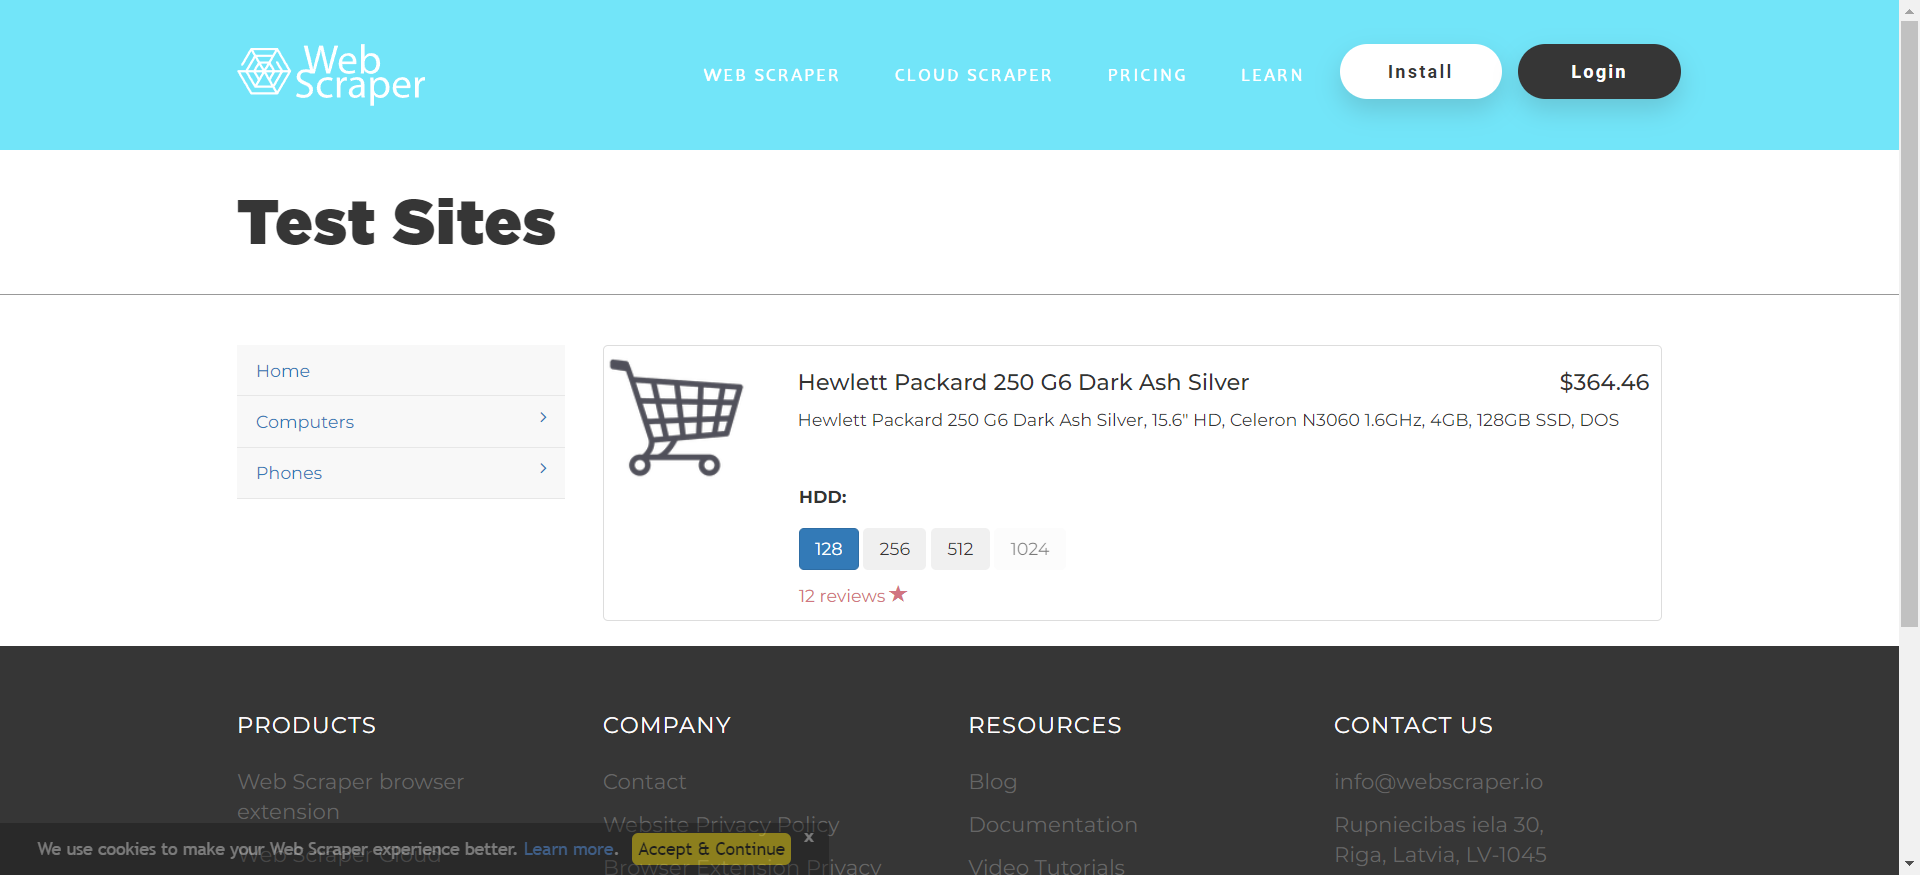 Web
Scraper
WEB SCRAPER
CLOUD SCRAPER
PRICING
LEARN
Install
Login
Test Sites
Home
Computers
Phones
Hewlett Packard 250 G6 Dark Ash Silver
$364.46
Hewlett Packard 250 G6 Dark Ash Silver, 15.6" HD, Celeron N3060 1.6GHz, 4GB, 128GB SSD, DOS
HDD:
128
256
512
1024
12 reviews
PRODUCTS
Web Scraper browser
extension
Web Scraper Cloud
COMPANY
Contact
Website Privacy Policy
Browser Extension Privacy
RESOURCES
Blog
Documentation
Video Tutorials
CONTACT US
info@webscraper.io
Rupniecibas iela 30,
Riga, Latvia, LV-1045
We use cookies to make your Web Scraper experience better. Learn more.
Accept & Continue
x